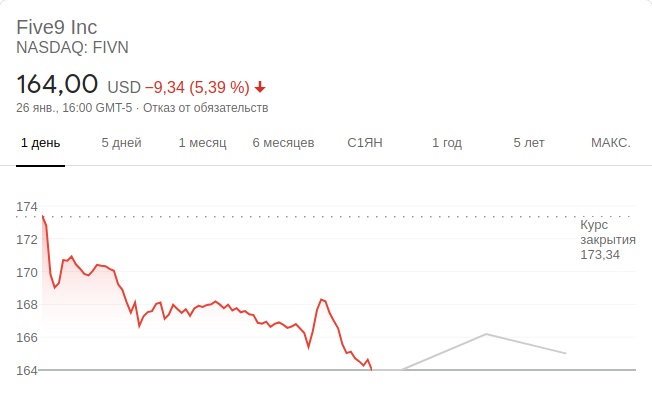 Five9 Inc
NASDAQ: FIVN
164,00 USD −9,34 (5,39 %)
26 янв., 16:00 GMT-5 · Отказ от обязательств
1 день 5 дней 1 месяц 6 месяцев С1ЯН 1 год 5 лет МАКС.
174
Курс
закрытия
173,34
172
170
168
166
164